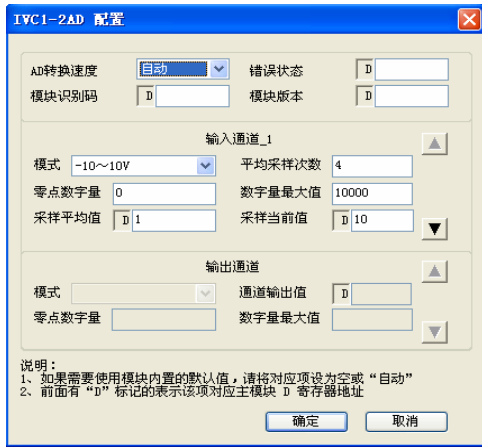 IVC1-2AD 配置
AD转换速度 自动 错误状态 D
模块识别码 D 模块版本 D
输入通道_1
模式 -10～10V 平均采样次数 4
零点数字量 0 数字量最大值 10000
采样平均值 D 1 采样当前值 D 10
输出通道
模式 通道输出值 D
零点数字量 数字量最大值
说明：
1、如果需要使用模块内置的默认值，请将对应项设为空或“自动”
2、前面有“D”标记的表示该项对应主模块 D 寄存器地址
确定 取消